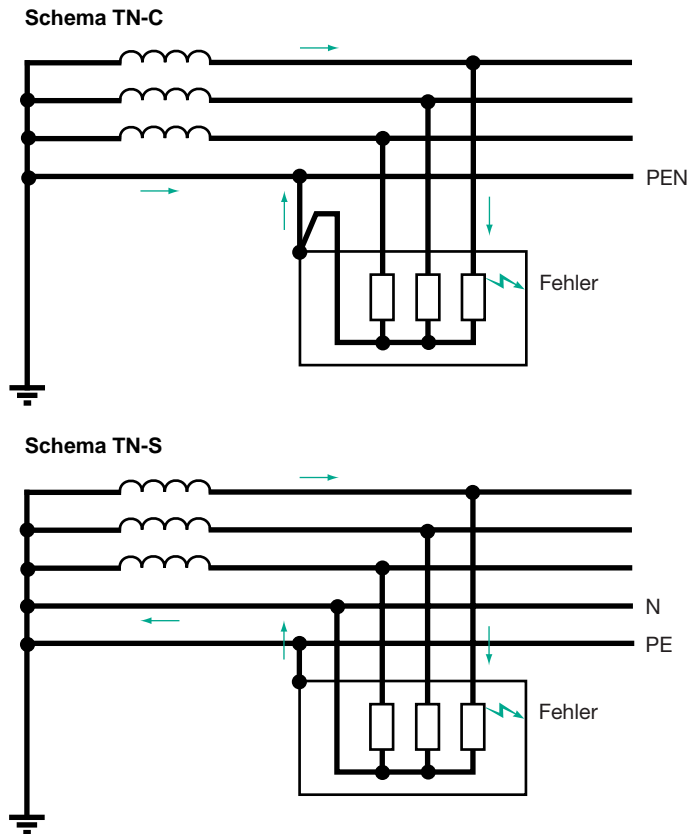 Schema TN-C
PEN
Fehler
Schema TN-S
N
PE
Fehler